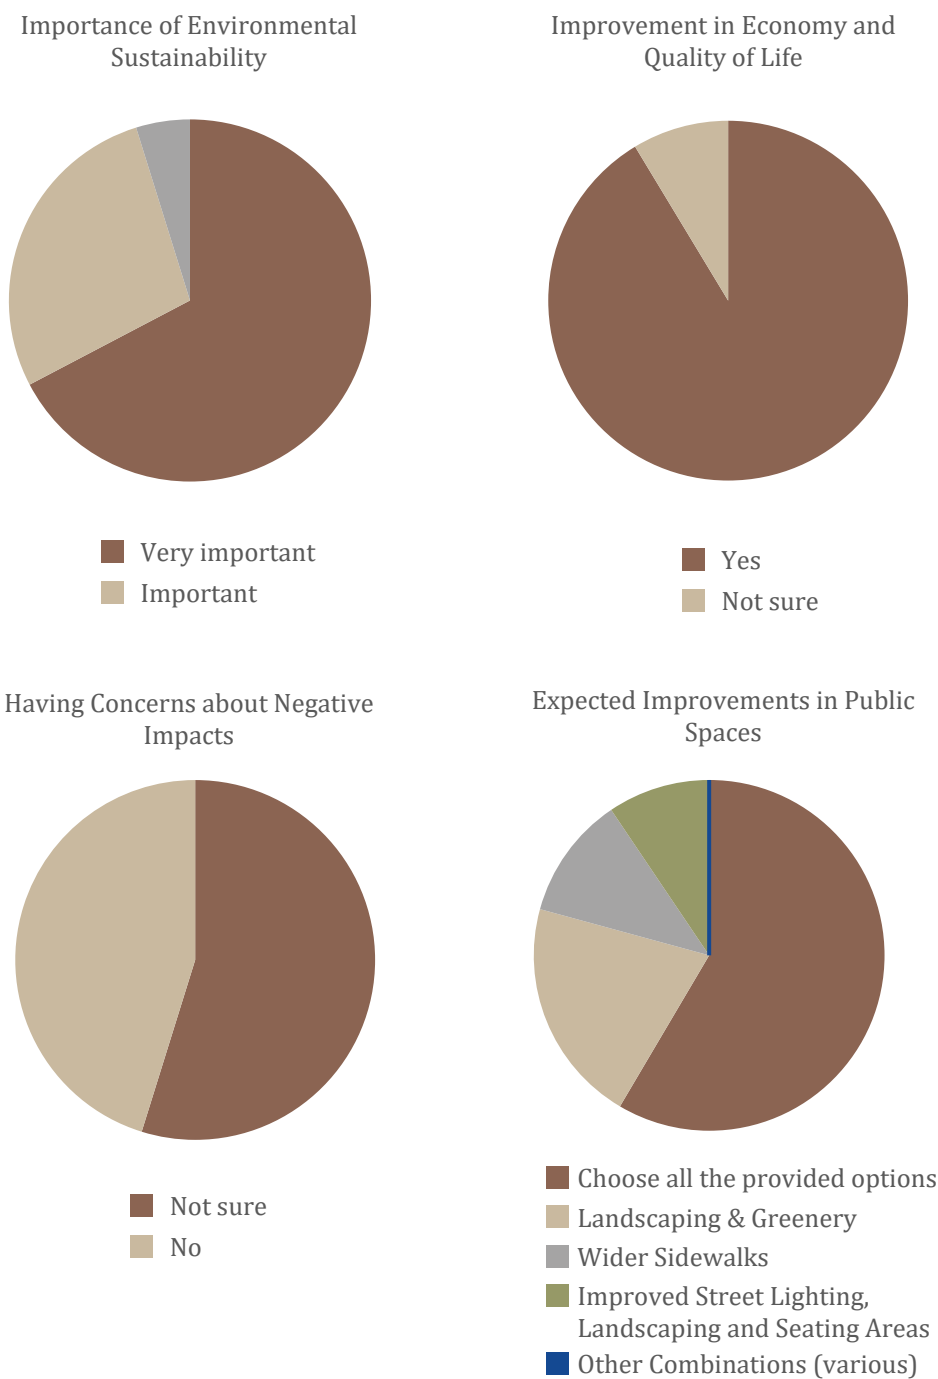 Importance of Environmental
Sustainability
Very important
Important
Improvement in Economy and
Quality of Life
Yes
Not sure
Having Concerns about Negative
Impacts
Not sure
No
Expected Improvements in Public
Spaces
Choose all the provided options
Landscaping & Greenery
Wider Sidewalks
Improved Street Lighting,
Landscaping and Seating Areas
Other Combinations (various)